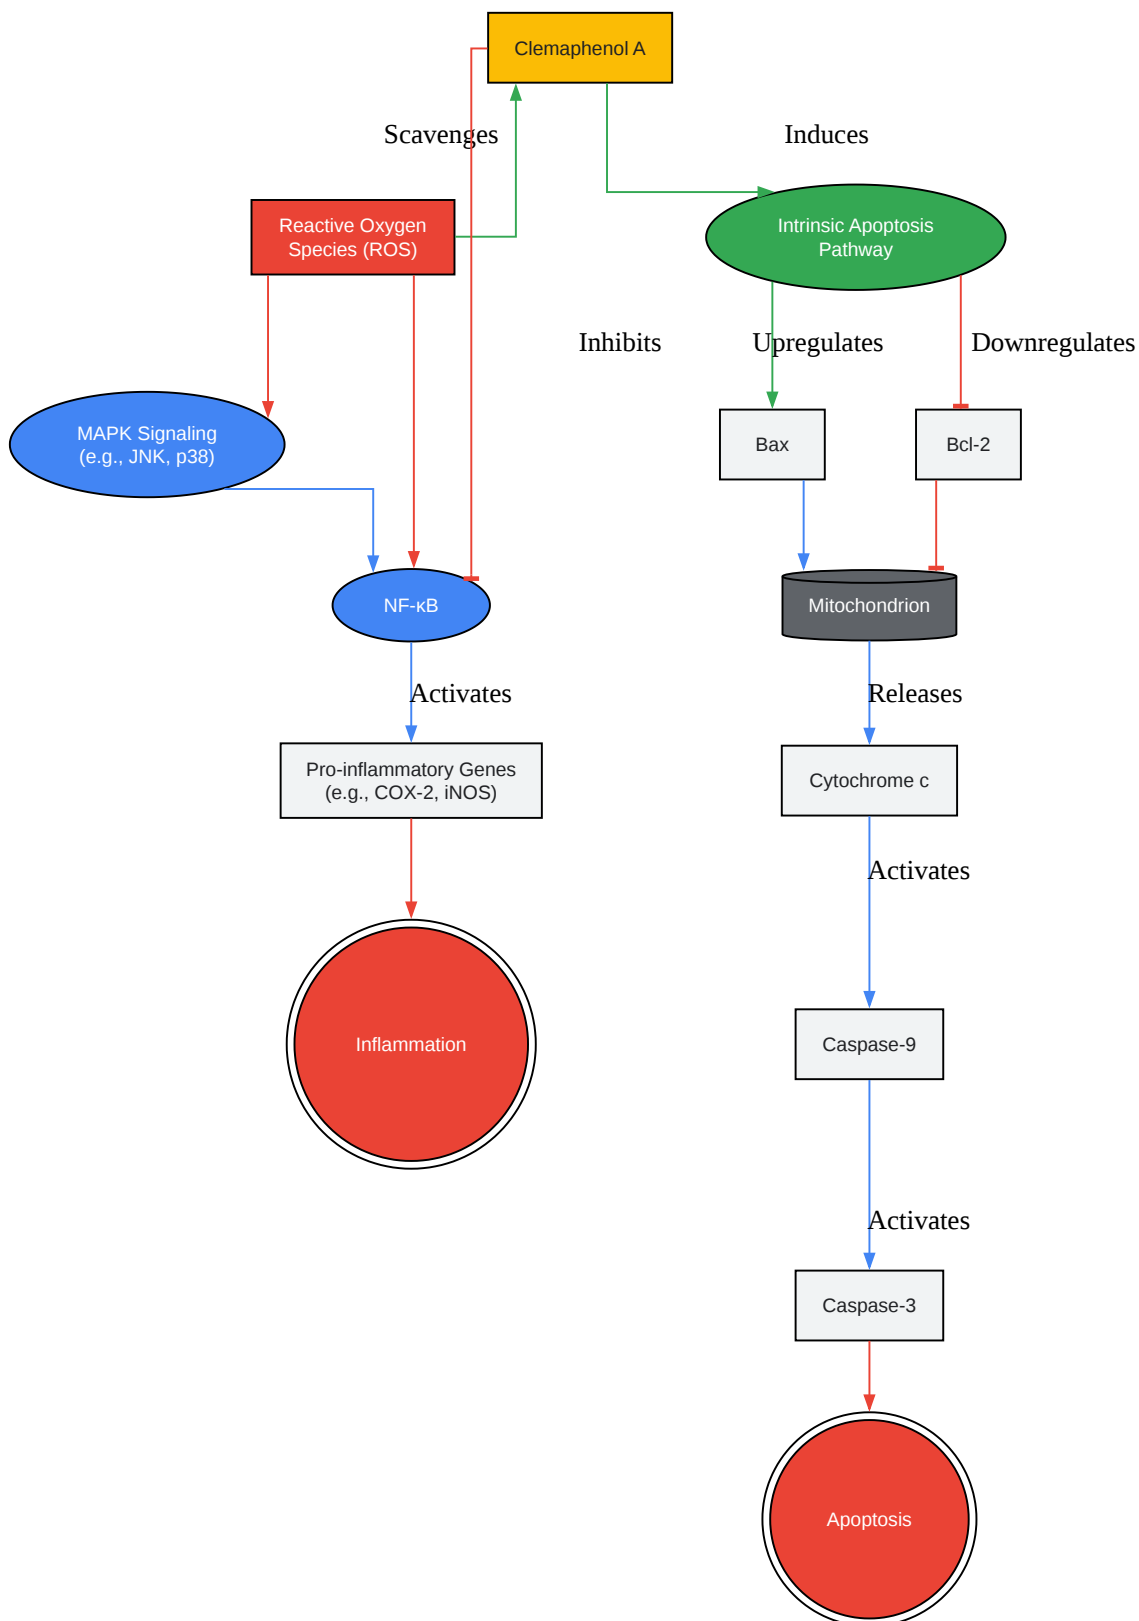 Clemaphenol A
Scavenges
Induces
Reactive Oxygen
Species (ROS)
Intrinsic Apoptosis
Pathway
Inhibits
Upregulates
Downregulates
MAPK Signaling
(e.g., JNK, p38)
Bax
Bcl-2
NF-κB
Mitochondrion
Activates
Releases
Pro-inflammatory Genes
(e.g., COX-2, iNOS)
Cytochrome c
Activates
Inflammation
Caspase-9
Activates
Caspase-3
Apoptosis